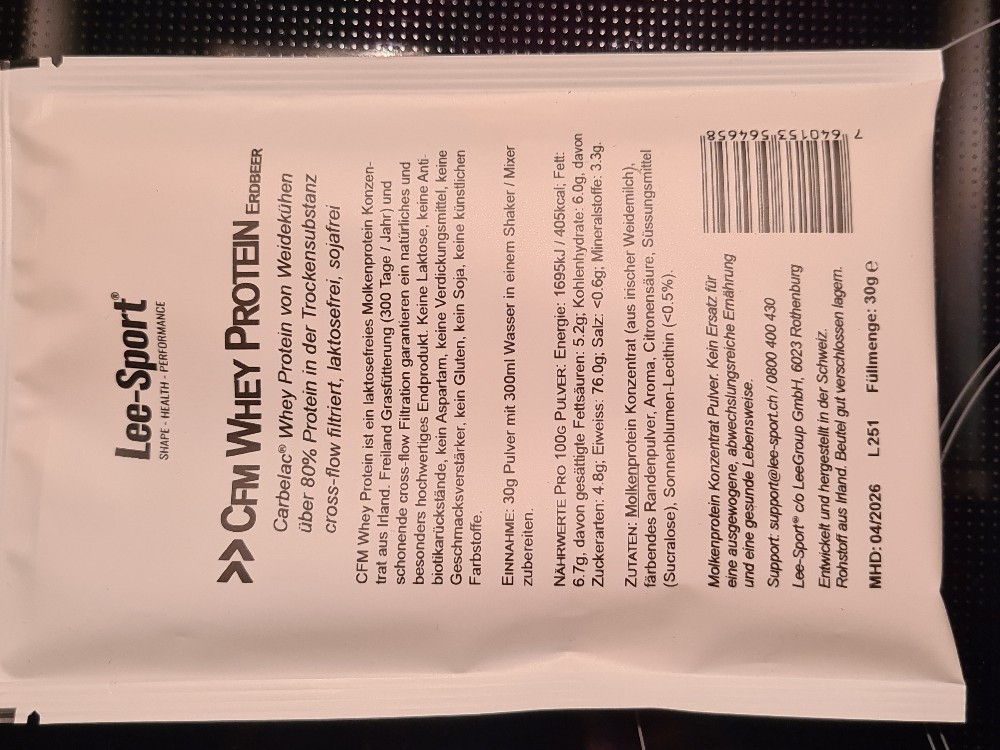 Lee-Sport®
SHAPE - HEALTH - PERFORMANCE
>> CFM WHEY PROTEIN ERDBEER
Carbelac® Whey Protein von Weidekühen
über 80% Protein in der Trockensubstanz
cross-flow filtriert, laktosefrei, sojafrei
CFM Whey Protein ist ein laktosefreies Molkenprotein Konzen-
trat aus Irland. Freiland Grasfütterung (300 Tage / Jahr) und
schonende cross-flow Filtration garantieren ein natürliches und
besonders hochwertiges Endprodukt. Keine Laktose, keine Anti-
biotikarückstände, kein Aspartam, keine Verdickungsmittel, keine
Geschmacksverstärker, kein Gluten, kein Soja, keine künstlichen
Farbstoffe.
EINNAHME: 30g Pulver mit 300ml Wasser in einem Shaker / Mixer
zubereiten.
NÄHRWERTE PRO 100G PULVER: Energie: 1695kJ / 405kcal; Fett:
6.7g, davon gesättigte Fettsäuren: 5.2g; Kohlenhydrate: 6.0g, davon
Zuckerarten: 4.8g; Eiweiss: 76.0g; Salz: <0.6g; Mineralstoffe: 3.3g.
ZUTATEN: Molkenprotein Konzentrat (aus irischer Weidemilch),
färbendes Randenpulver, Aroma, Citronensäure, Süssungsmittel
(Sucralose), Sonnenblumen-Lecithin (<0.5%).
Molkenprotein Konzentrat Pulver. Kein Ersatz für
eine ausgewogene, abwechslungsreiche Ernährung
und eine gesunde Lebensweise.
Support: support@lee-sport.ch / 0800 400 430
Lee-Sport® c/o LeeGroup GmbH, 6023 Rothenburg
Entwickelt und hergestellt in der Schweiz.
Rohstoff aus Irland. Beutel gut verschlossen lagern.
MHD: 04/2026 L251 Füllmenge: 30g e
7 640153 564658